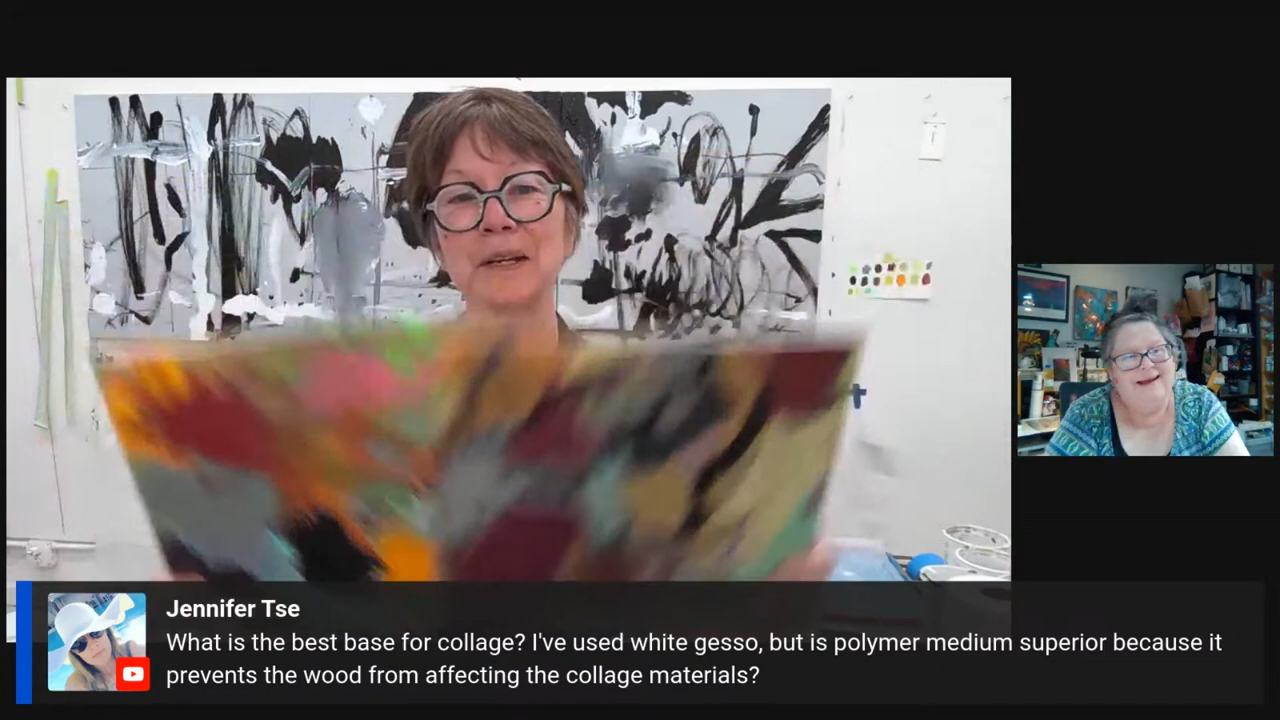 Jennifer Tse
What is the best base for collage? I've used white gesso, but is polymer medium superior because it
prevents the wood from affecting the collage materials?